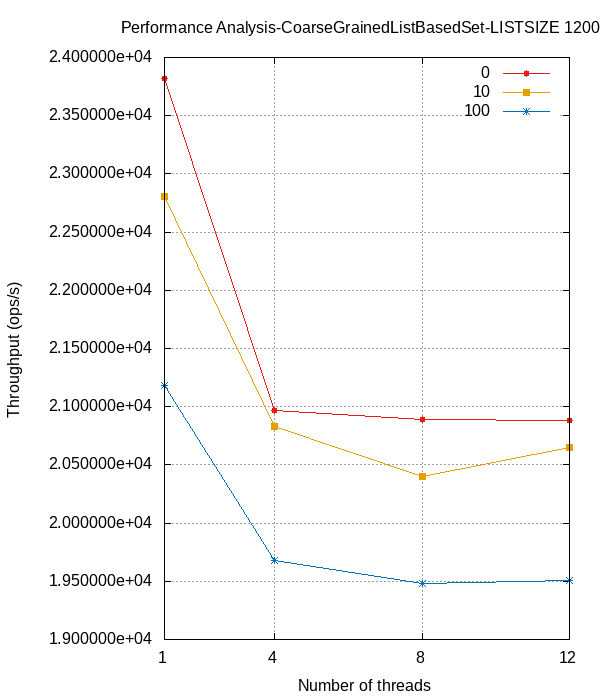 Performance Analysis-CoarseGrainedListBasedSet-LISTSIZE 1200
2.400000e+04
2.350000e+04
2.300000e+04
2.250000e+04
2.200000e+04
2.150000e+04
2.100000e+04
2.050000e+04
2.000000e+04
1.950000e+04
1.900000e+04
Throughput (ops/s)
0
10
100
1 4 8 12
Number of threads